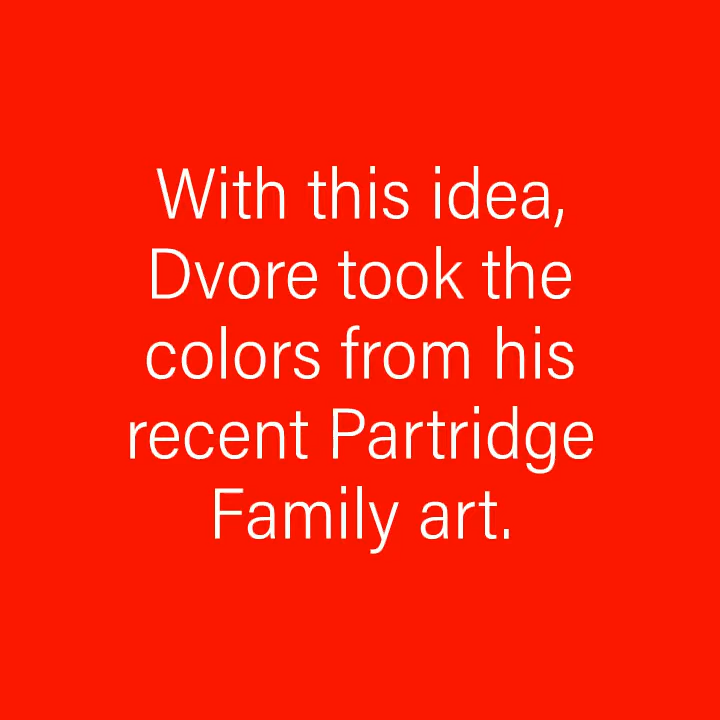 With this idea,
Dvore took the
colors from his
recent Partridge
Family art.